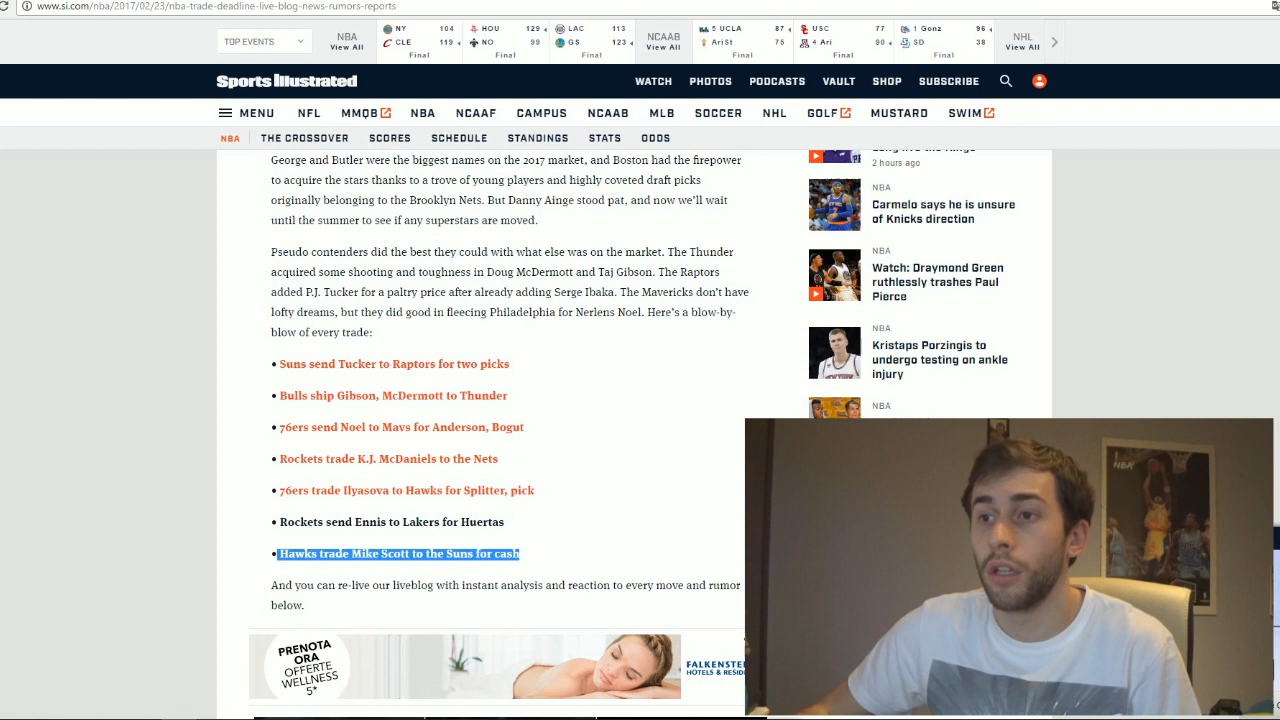 www.si.com/nba/2017/02/23/nba-trade-deadline-live-blog-news-rumors-reports
TOP EVENTS
NBA
View All
NY 104
CLE 119
Final
HOU 129
NO 99
Final
LAC 113
GS 123
Final
NCAAB
View All
5 UCLA 87
AriSt 75
Final
USC 77
4 Ari 90
Final
1 Gonz 96
SD 38
Final
NHL
View All
Sports Illustrated
WATCH PHOTOS PODCASTS VAULT SHOP SUBSCRIBE
MENU NFL MMQB NBA NCAAF CAMPUS NCAAB MLB SOCCER NHL GOLF MUSTARD SWIM
NBA THE CROSSOVER SCORES SCHEDULE STANDINGS STATS ODDS
George and Butler were the biggest names on the 2017 market, and Boston had the firepower
to acquire the stars thanks to a trove of young players and highly coveted draft picks
originally belonging to the Brooklyn Nets. But Danny Ainge stood pat, and now we'll wait
until the summer to see if any superstars are moved.
Pseudo contenders did the best they could with what else was on the market. The Thunder
acquired some shooting and toughness in Doug McDermott and Taj Gibson. The Raptors
added P.J. Tucker for a paltry price after already adding Serge Ibaka. The Mavericks don't have
lofty dreams, but they did good in fleecing Philadelphia for Nerlens Noel. Here's a blow-by-
blow of every trade:
• Suns send Tucker to Raptors for two picks
• Bulls ship Gibson, McDermott to Thunder
• 76ers send Noel to Mavs for Anderson, Bogut
• Rockets trade K.J. McDaniels to the Nets
• 76ers trade Ilyasova to Hawks for Splitter, pick
• Rockets send Ennis to Lakers for Huertas
• Hawks trade Mike Scott to the Suns for cash
And you can re-live our liveblog with instant analysis and reaction to every move and rumor
below.
PRENOTA
ORA
OFFERTE
WELLNESS
5*
FALKENSTE
HOTELS & RESID
2 hours ago
NBA
Carmelo says he is unsure
of Knicks direction
NBA
Watch: Draymond Green
ruthlessly trashes Paul
Pierce
NBA
Kristaps Porzingis to
undergo testing on ankle
injury
NBA
NBA